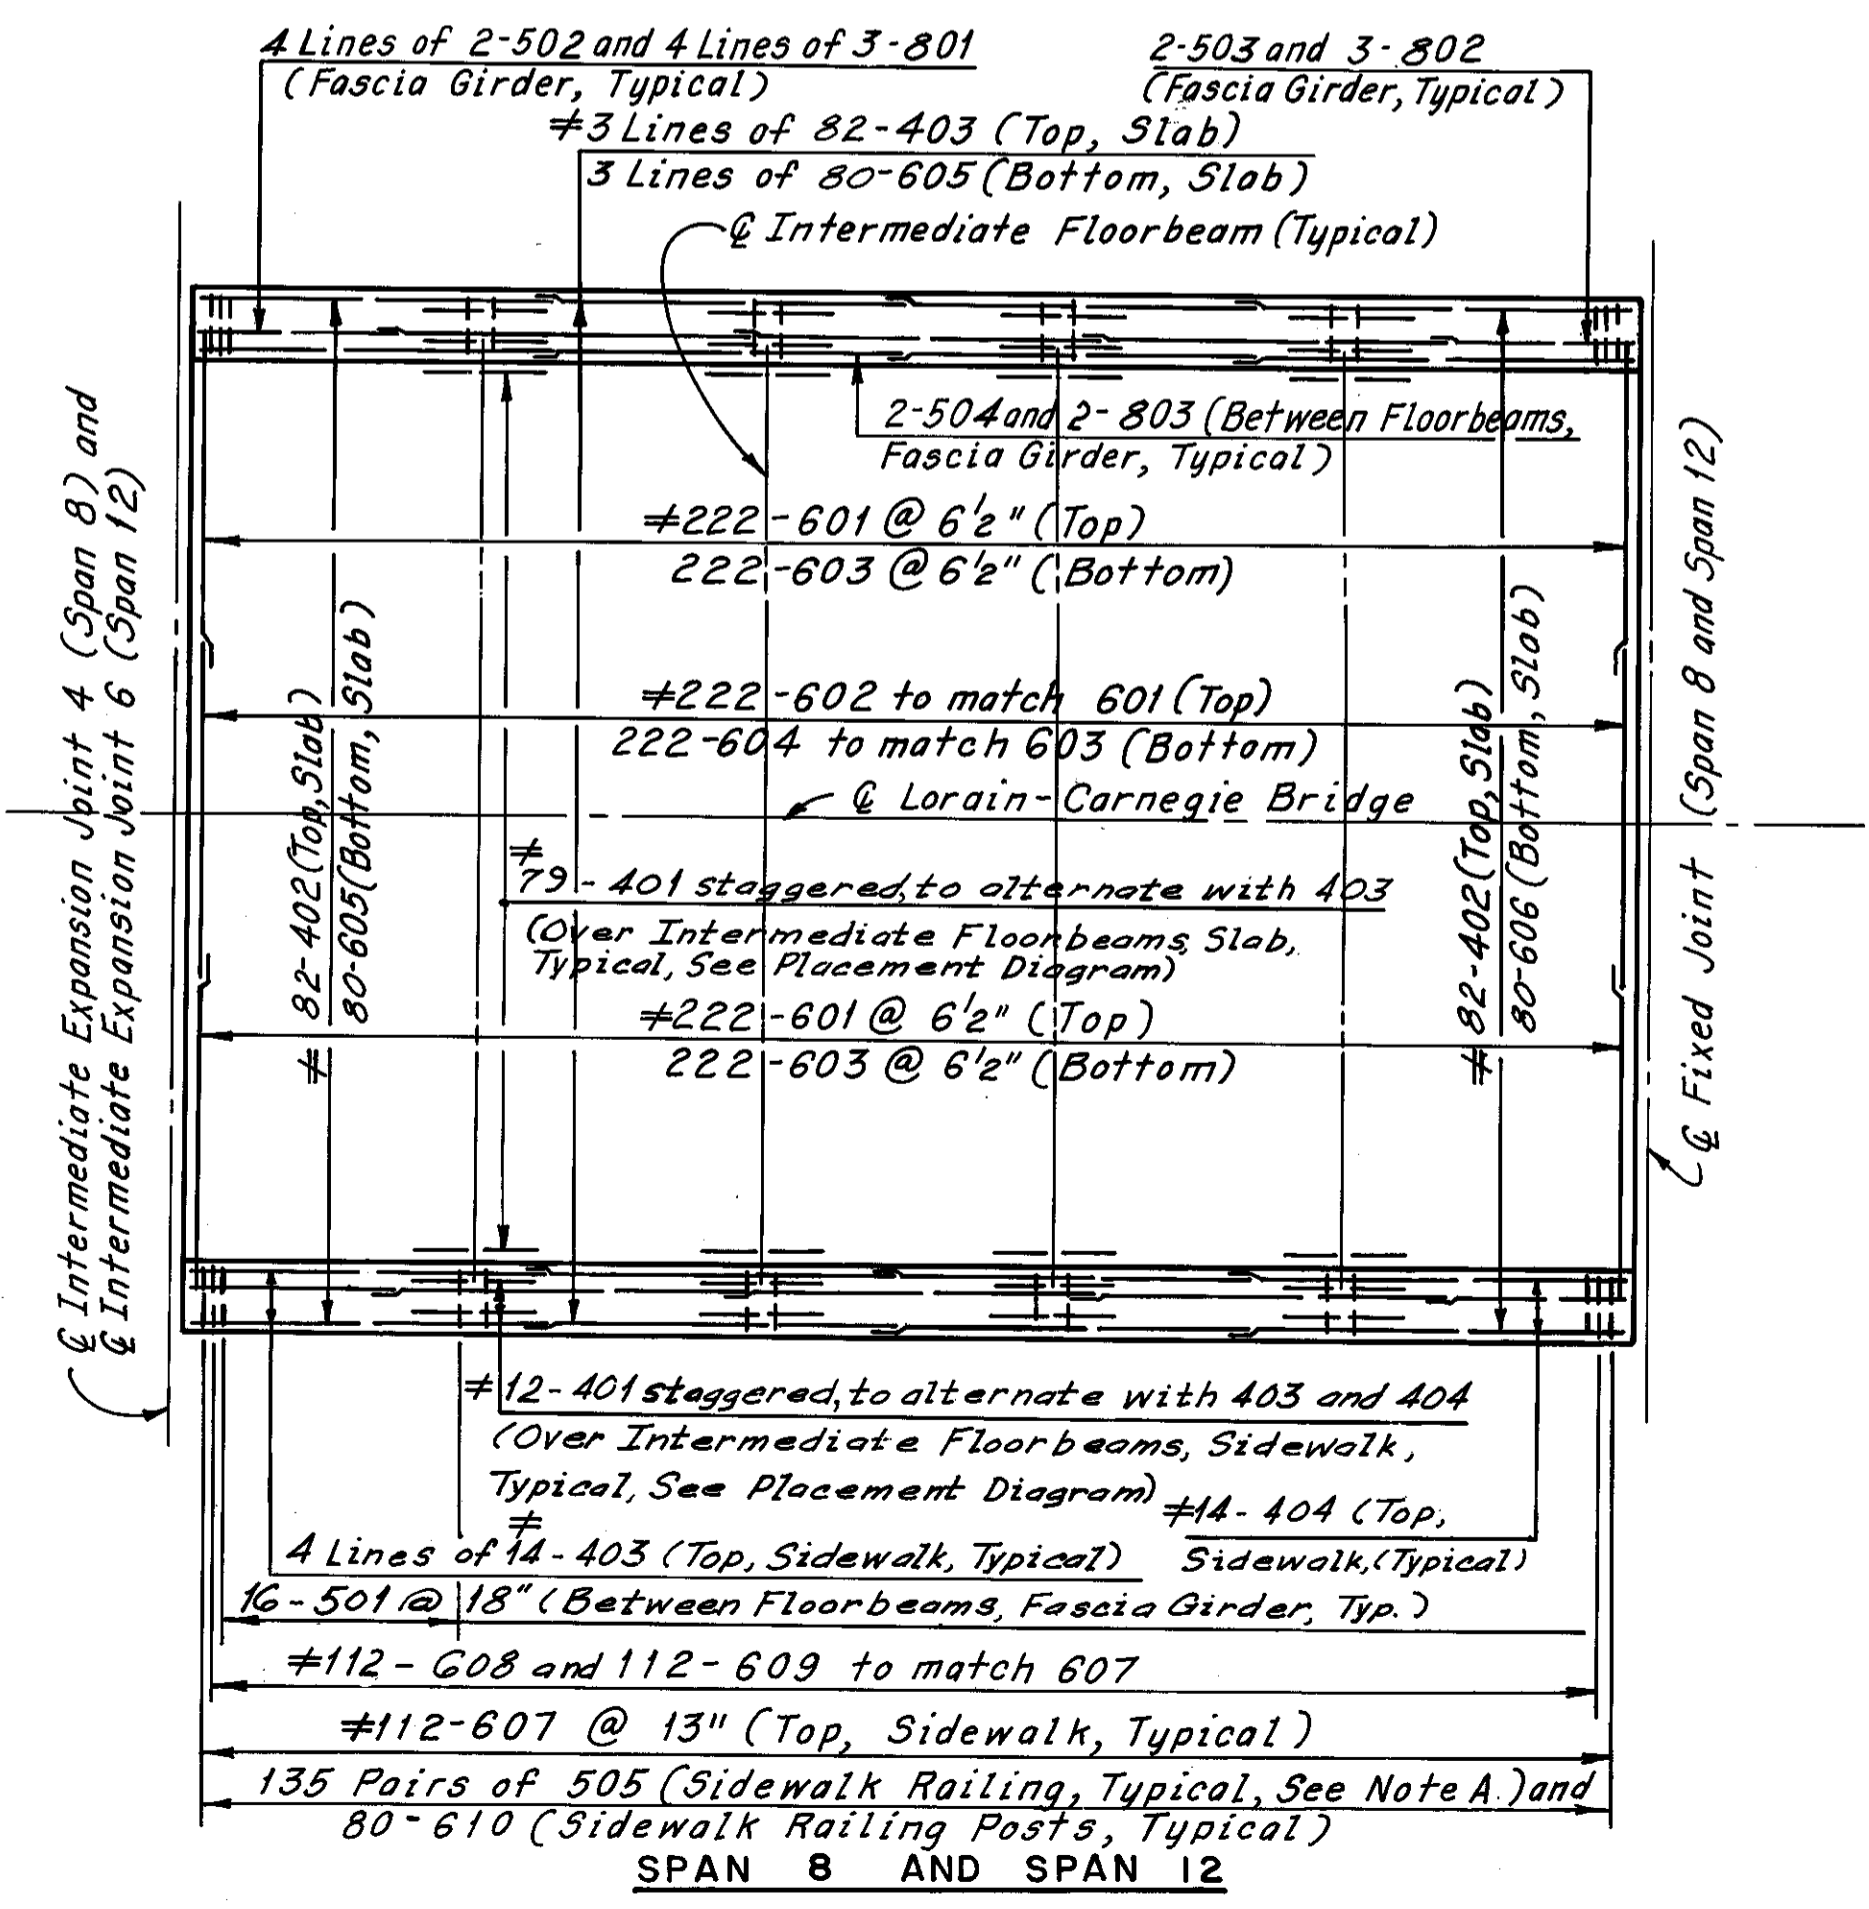 4 Lines of 2-502 and 4 Lines of 3-801
(Fascia Girder, Typical)
2-503 and 3-802
(Fascia Girder, Typical)
≠3 Lines of 82-403 (Top, Slab)
3 Lines of 80-605 (Bottom, Slab)
℄ Intermediate Floorbeam (Typical)
2-504 and 2-803 (Between Floorbeams,
Fascia Girder, Typical)
≠222-601 @ 6½" (Top)
222-603 @ 6½" (Bottom)
≠222-602 to match 601 (Top)
222-604 to match 603 (Bottom)
℄ Lorain-Carnegie Bridge
≠
79-401 staggered, to alternate with 403
(Over Intermediate Floorbeams, Slab,
Typical, See Placement Diagram)
≠222-601 @ 6½" (Top)
222-603 @ 6½" (Bottom)
℄ Intermediate Expansion Joint 4 (Span 8) and
℄ Intermediate Expansion Joint 6 (Span 12)
≠ 82-402 (Top, Slab)
80-605 (Bottom, Slab)
≠ 82-402 (Top, Slab)
80-606 (Bottom, Slab)
℄ Fixed Joint (Span 8 and Span 12)
≠12-401 staggered, to alternate with 403 and 404
(Over Intermediate Floorbeams, Sidewalk,
Typical, See Placement Diagram)
≠14-404 (Top,
Sidewalk, (Typical)
≠
4 Lines of 14-403 (Top, Sidewalk, Typical)
16-501 @ 18" (Between Floorbeams, Fascia Girder, Typ.)
≠112-608 and 112-609 to match 607
≠112-607 @ 13" (Top, Sidewalk, Typical)
135 Pairs of 505 (Sidewalk Railing, Typical, See Note A.) and
80-610 (Sidewalk Railing Posts, Typical)
SPAN 8 AND SPAN 12